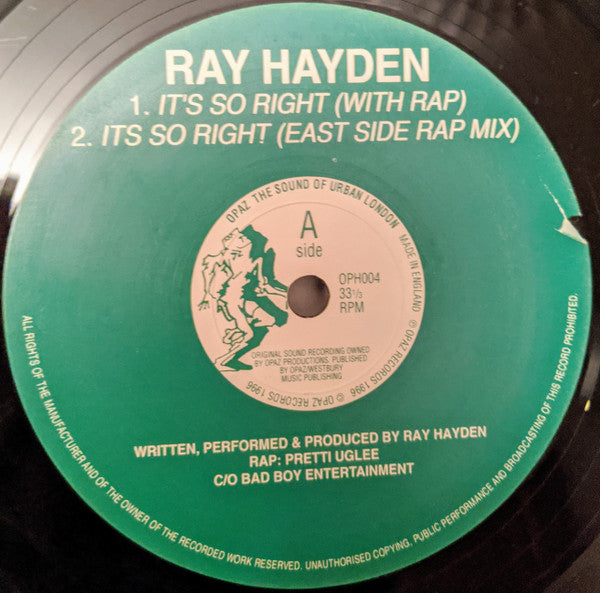 RAY HAYDEN
1. IT'S SO RIGHT (WITH RAP)
2. ITS SO RIGHT (EAST SIDE RAP MIX)
OPAZ THE SOUND OF URBAN LONDON
MADE IN ENGLAND
℗ OPAZ RECORDS 1996 © OPAZ RECORDS 1996
A
side
OPH004
33⅓
RPM
ORIGINAL SOUND RECORDING OWNED
BY OPAZ PRODUCTIONS, PUBLISHED
BY OPAZ/WESTBURY
MUSIC PUBLISHING
WRITTEN, PERFORMED & PRODUCED BY RAY HAYDEN
RAP: PRETTI UGLEE
C/O BAD BOY ENTERTAINMENT
ALL RIGHTS OF THE MANUFACTURER AND OF THE OWNER OF THE RECORDED WORK RESERVED. UNAUTHORISED COPYING, PUBLIC PERFORMANCE AND BROADCASTING OF THIS RECORD PROHIBITED.